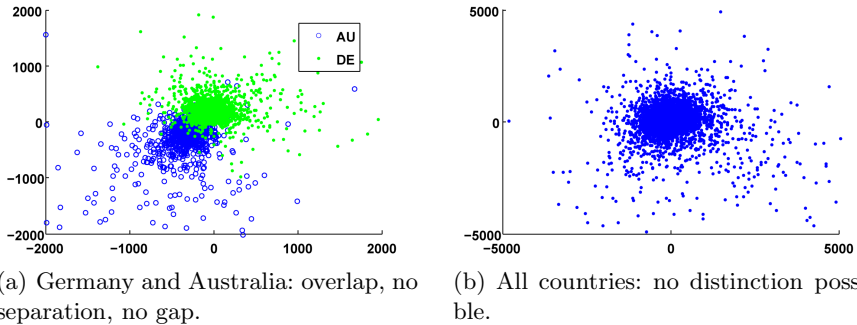 2000
1000
0
−1000
−2000
−2000
−1000
0
1000
2000
AU
DE
5000
0
−5000
−5000
0
5000
a) Germany and Australia: overlap, no
separation, no gap.
(b) All countries: no distinction poss
ble.